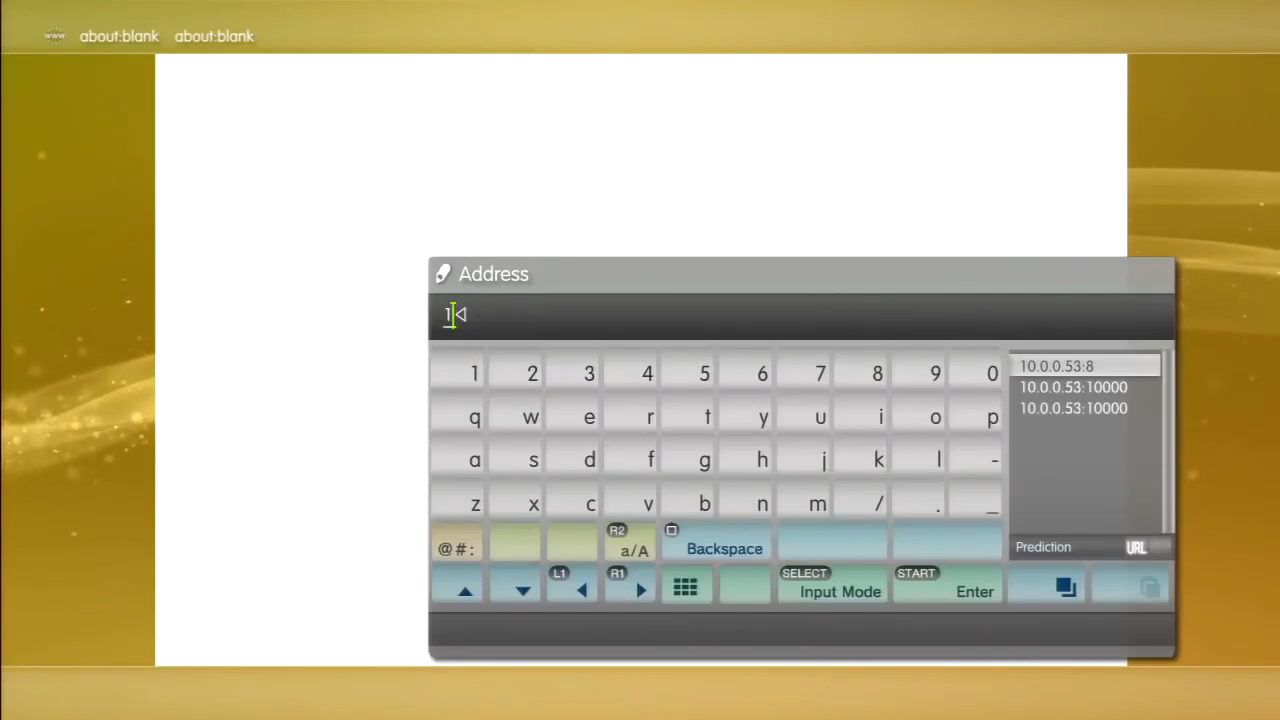 www about:blank about:blank
Address
1
1 2 3 4 5 6 7 8 9 0
q w e r t y u i o p
a s d f g h j k l -
z x c v b n m / . _
@#: R2 a/A Backspace
L1 R1 SELECT Input Mode START Enter
10.0.0.53:8
10.0.0.53:10000
10.0.0.53:10000
Prediction URL